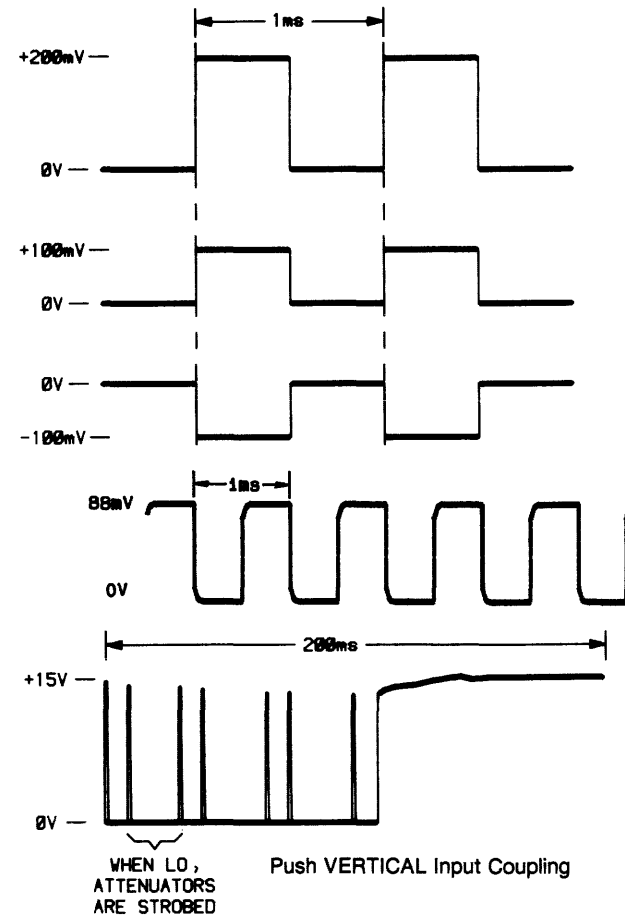 1ms
+200mV
0V
+100mV
0V
0V
-100mV
1ms
88mV
0V
200ms
+15V
0V
WHEN LO,
ATTENUATORS
ARE STROBED
Push VERTICAL Input Coupling